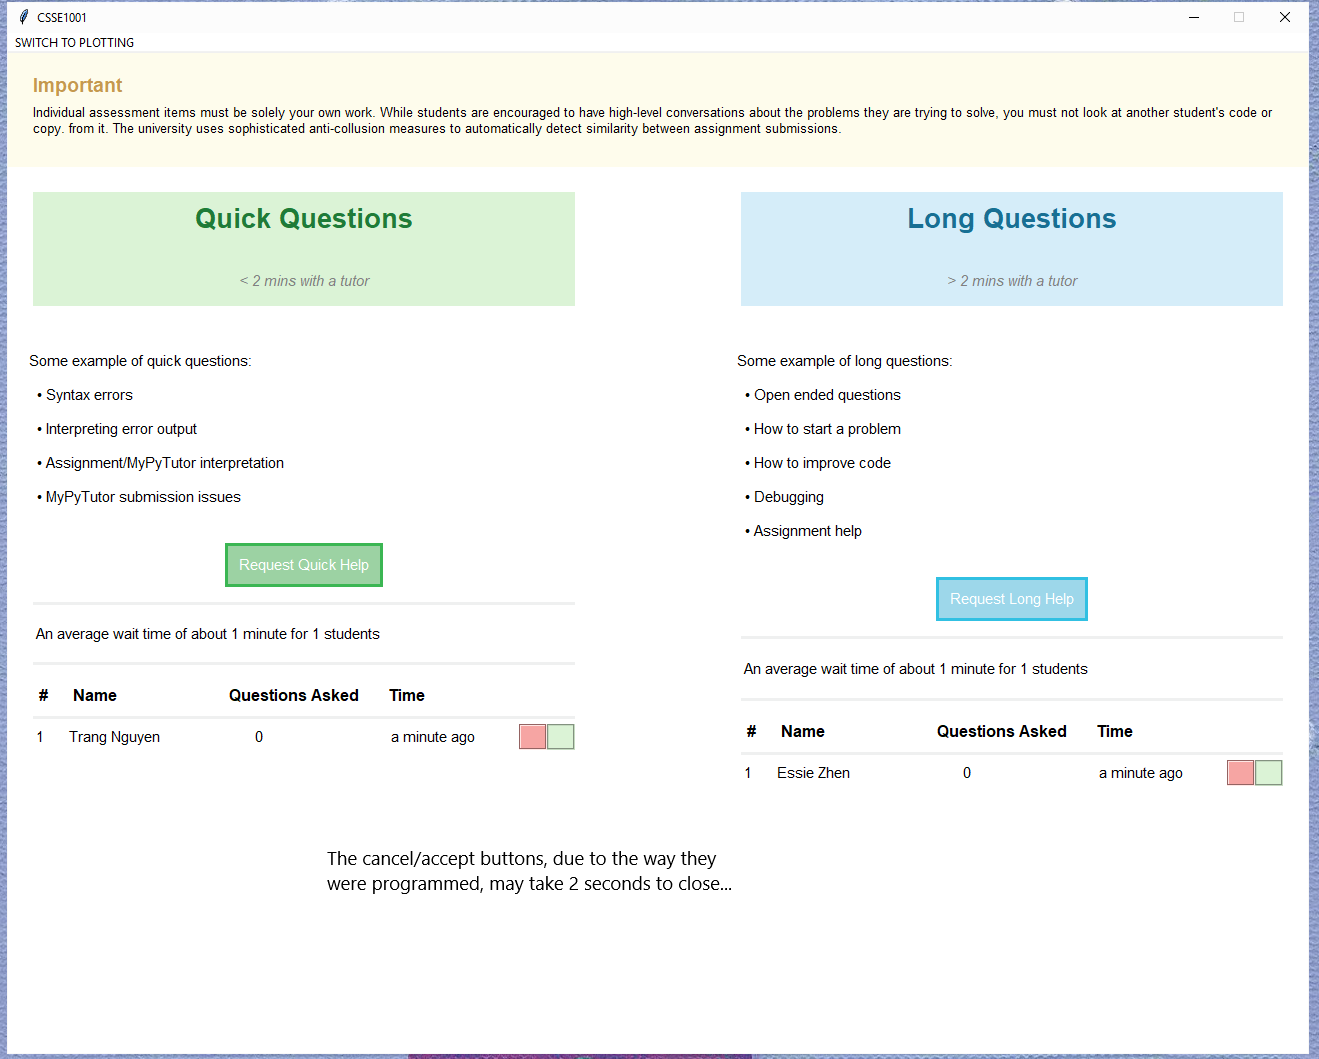 CSSE1001
SWITCH TO PLOTTING
Important
Individual assessment items must be solely your own work. While students are encouraged to have high-level conversations about the problems they are trying to solve, you must not look at another student's code or
copy. from it. The university uses sophisticated anti-collusion measures to automatically detect similarity between assignment submissions.
Quick Questions
< 2 mins with a tutor
Some example of quick questions:
• Syntax errors
• Interpreting error output
• Assignment/MyPyTutor interpretation
• MyPyTutor submission issues
Request Quick Help
An average wait time of about 1 minute for 1 students
# Name Questions Asked Time
1 Trang Nguyen 0 a minute ago
Long Questions
> 2 mins with a tutor
Some example of long questions:
• Open ended questions
• How to start a problem
• How to improve code
• Debugging
• Assignment help
Request Long Help
An average wait time of about 1 minute for 1 students
# Name Questions Asked Time
1 Essie Zhen 0 a minute ago
The cancel/accept buttons, due to the way they
were programmed, may take 2 seconds to close...